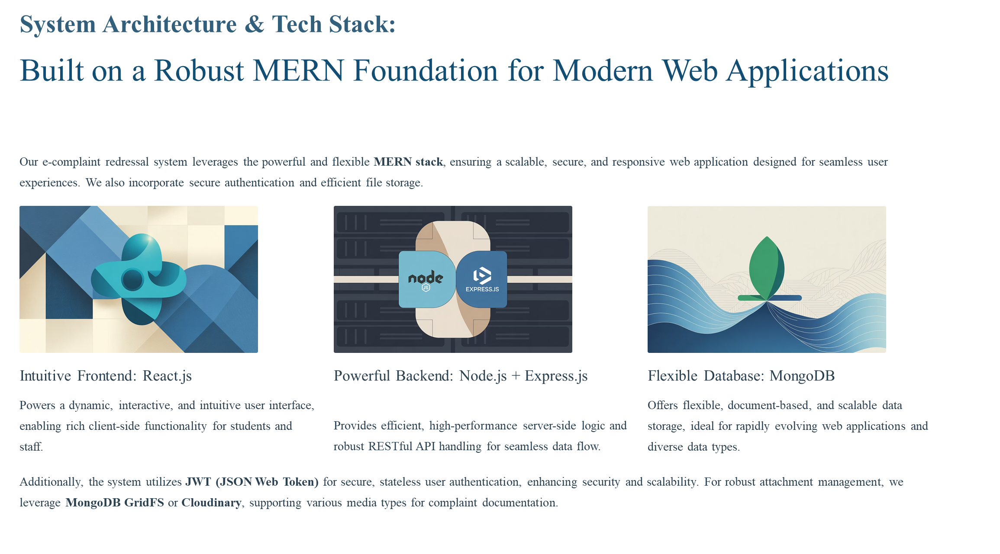 System Architecture & Tech Stack:
Built on a Robust MERN Foundation for Modern Web Applications
Our e-complaint redressal system leverages the powerful and flexible MERN stack, ensuring a scalable, secure, and responsive web application designed for seamless user
experiences. We also incorporate secure authentication and efficient file storage.
node
JS
EXPRESS.JS
Intuitive Frontend: React.js
Powers a dynamic, interactive, and intuitive user interface,
enabling rich client-side functionality for students and
staff.
Powerful Backend: Node.js + Express.js
Provides efficient, high-performance server-side logic and
robust RESTful API handling for seamless data flow.
Flexible Database: MongoDB
Offers flexible, document-based, and scalable data
storage, ideal for rapidly evolving web applications and
diverse data types.
Additionally, the system utilizes JWT (JSON Web Token) for secure, stateless user authentication, enhancing security and scalability. For robust attachment management, we
leverage MongoDB GridFS or Cloudinary, supporting various media types for complaint documentation.